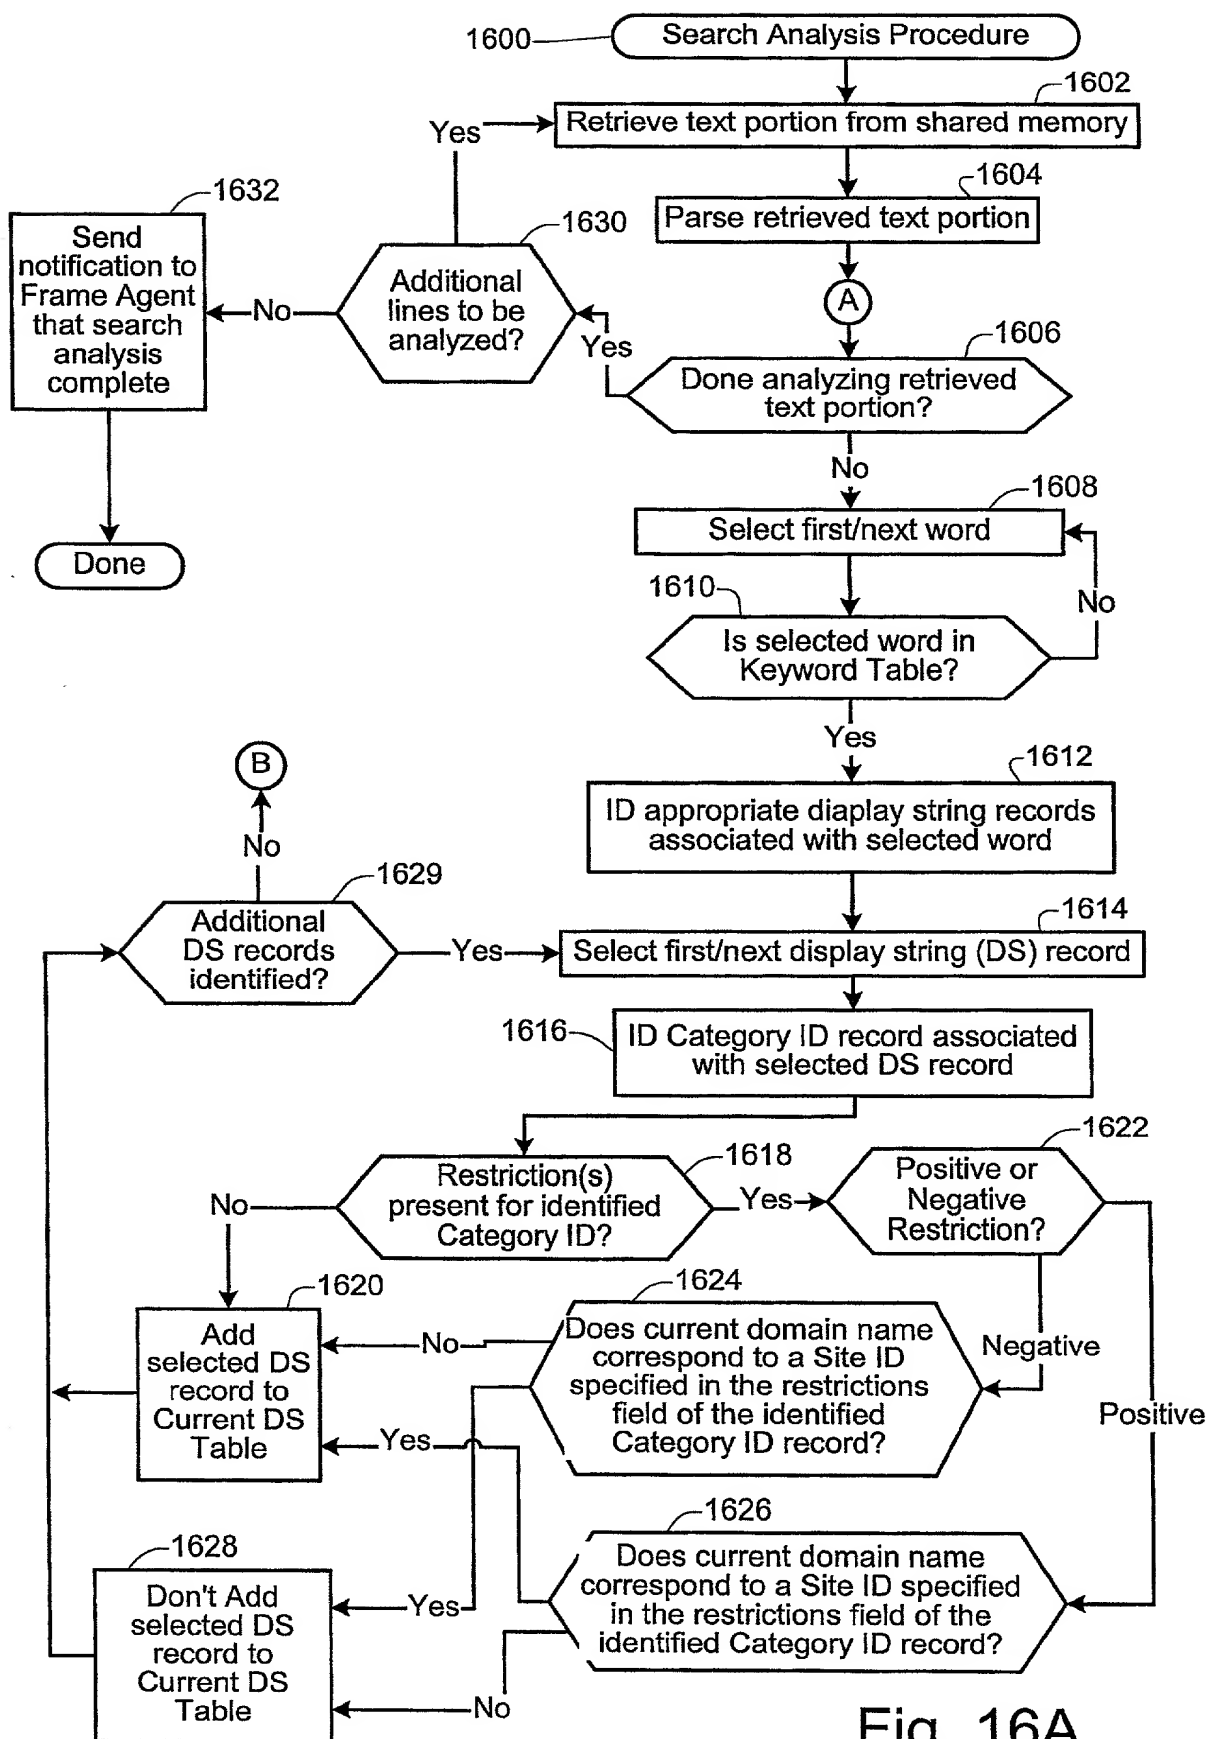 1600
Search Analysis Procedure
1602
Retrieve text portion from shared memory
Yes
1604
Parse retrieved text portion
A
1632
Send
notification to
Frame Agent
that search
analysis
complete
1630
Additional
lines to be
analyzed?
No
Yes
1606
Done analyzing retrieved
text portion?
No
1608
Select first/next word
Done
1610
No
Is selected word in
Keyword Table?
Yes
B
1612
ID appropriate diaplay string records
associated with selected word
No
1629
Additional
DS records
identified?
Yes
1614
Select first/next display string (DS) record
1616
ID Category ID record associated
with selected DS record
1618
Restriction(s)
present for identified
Category ID?
No
Yes
1622
Positive or
Negative
Restriction?
1620
Add
selected DS
record to
Current DS
Table
1624
Does current domain name
correspond to a Site ID
specified in the restrictions
field of the identified
Category ID record?
No
Negative
Yes
Positive
1626
Does current domain name
correspond to a Site ID specified
in the restrictions field of the
identified Category ID record?
1628
Don't Add
selected DS
record to
Current DS
Table
Yes
No
Fig. 16A